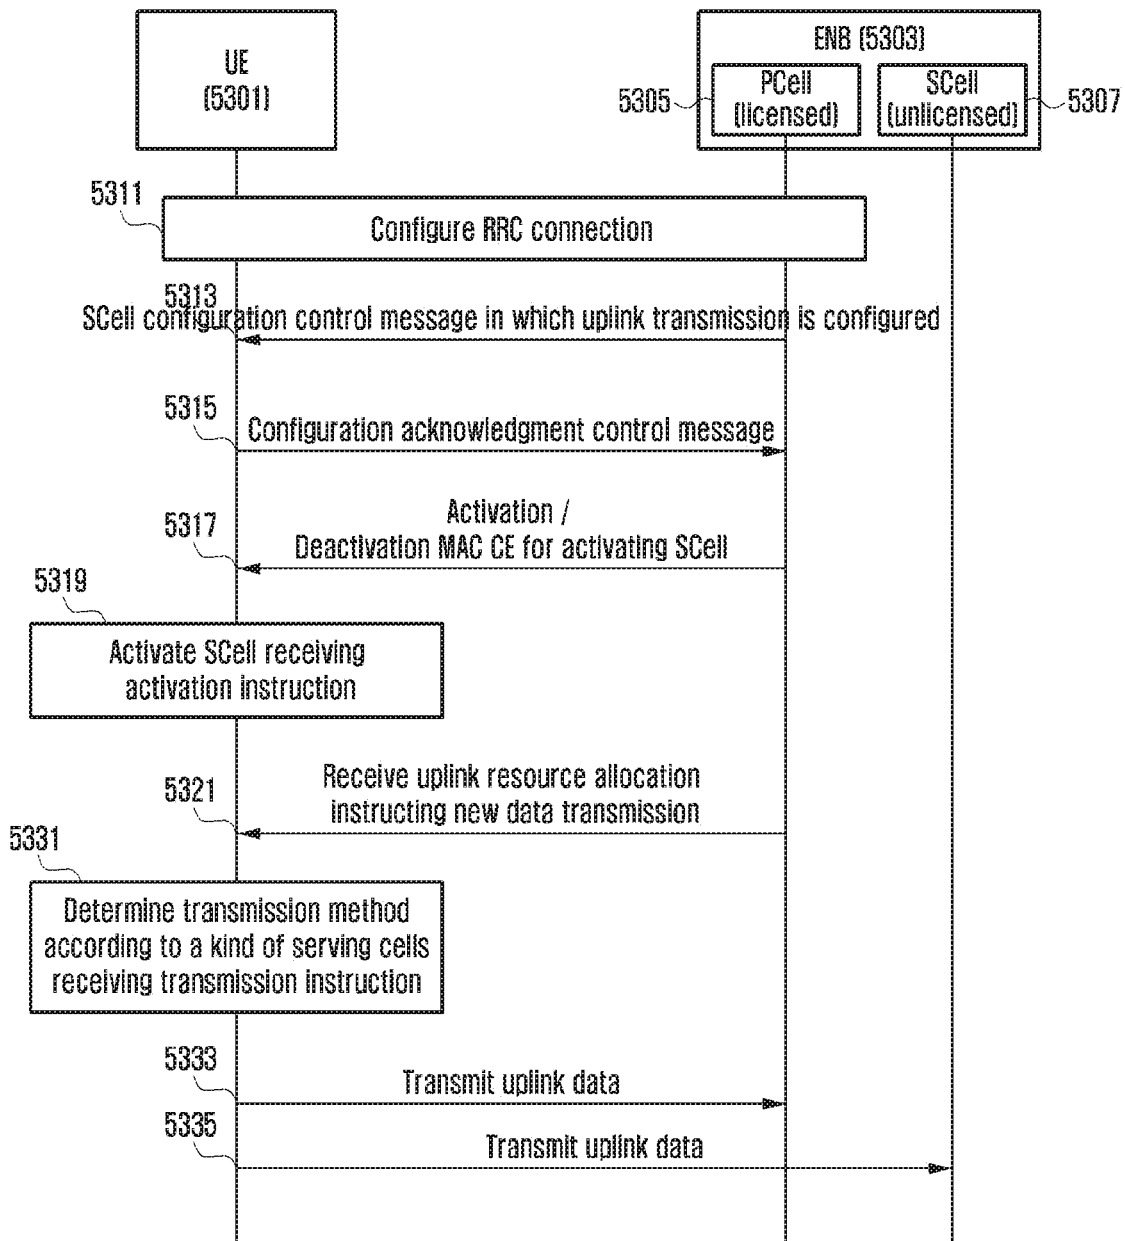 UE
(5301)
ENB (5303)
5305
PCell
(licensed)
SCell
(unlicensed)
5307
5311
Configure RRC connection
5313
SCell configuration control message in which uplink transmission is configured
5315
Configuration acknowledgment control message
5317
Activation /
Deactivation MAC CE for activating SCell
5319
Activate SCell receiving
activation instruction
5321
Receive uplink resource allocation
instructing new data transmission
5331
Determine transmission method
according to a kind of serving cells
receiving transmission instruction
5333
Transmit uplink data
5335
Transmit uplink data